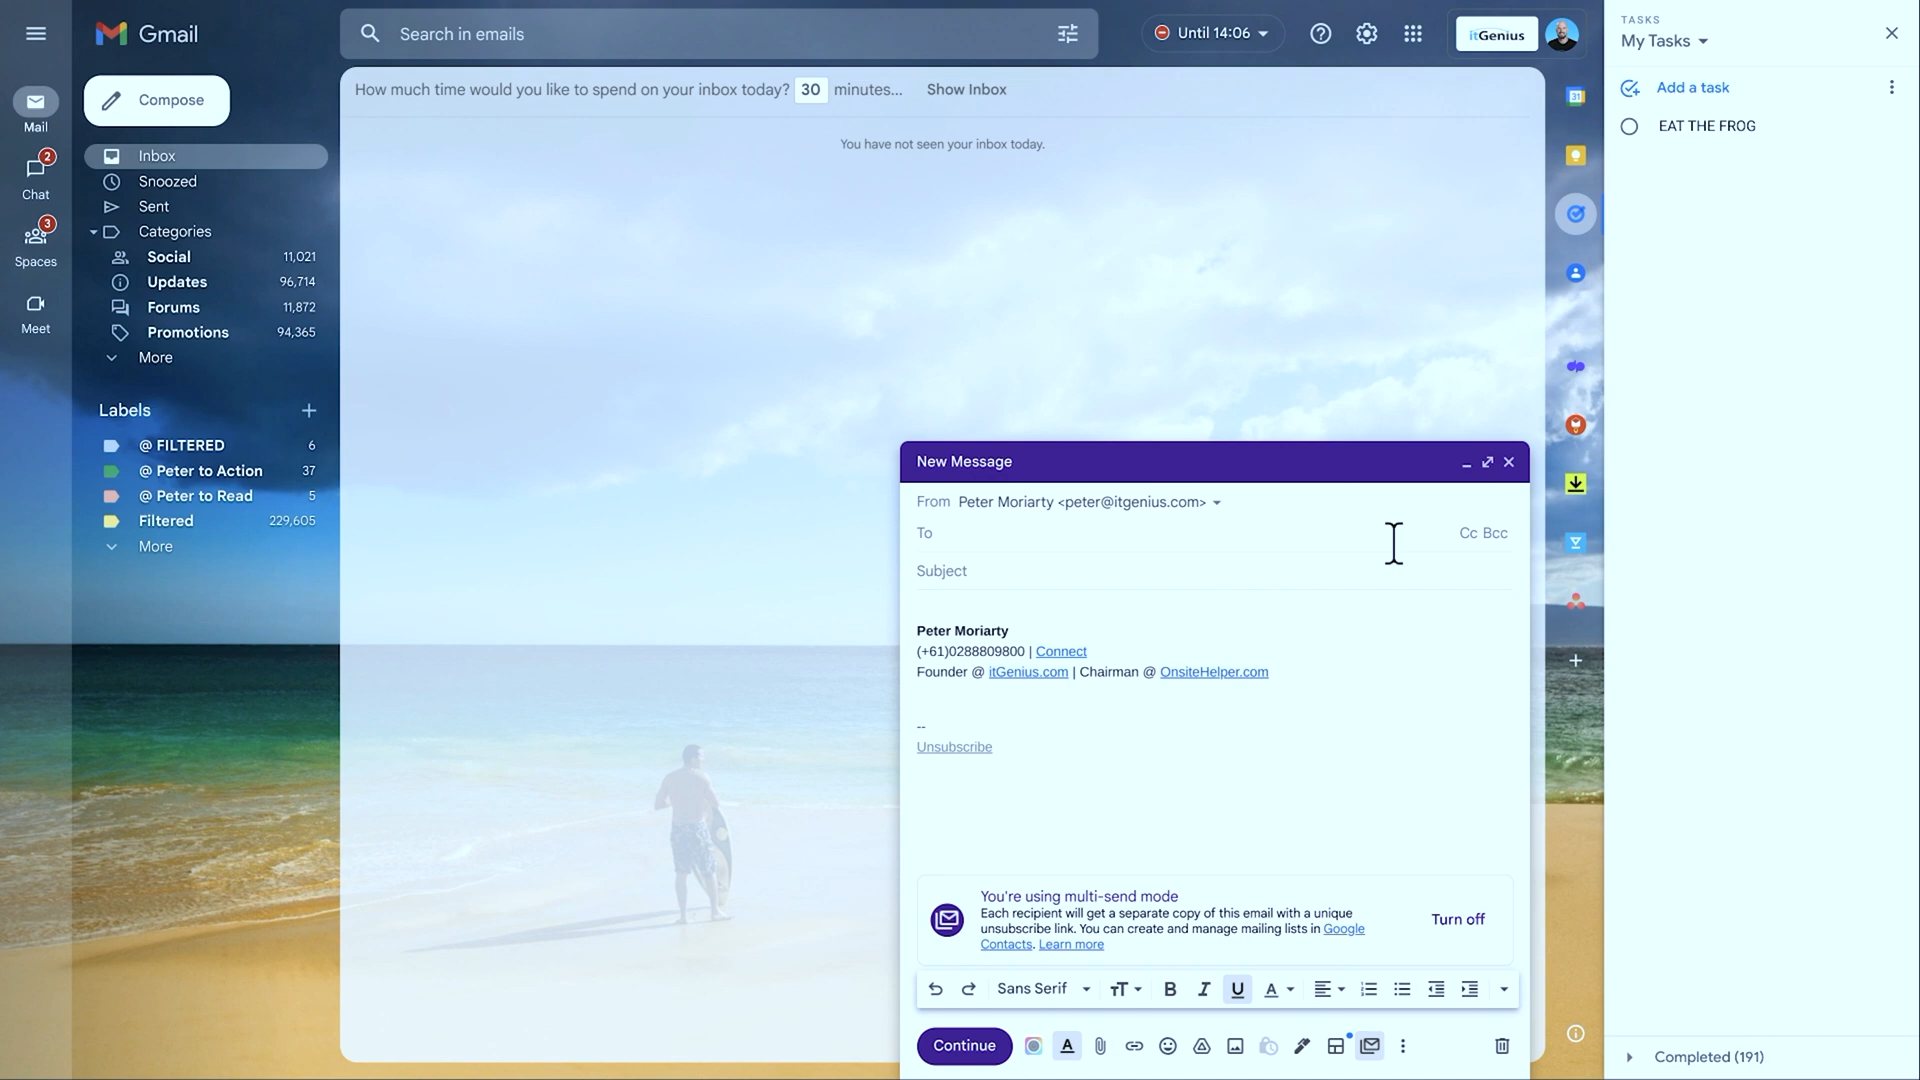 Gmail
Search in emails
Until 14:06
itGenius
TASKS
My Tasks
Compose
How much time would you like to spend on your inbox today? 30 minutes... Show Inbox
Add a task
Mail
You have not seen your inbox today.
EAT THE FROG
Inbox
2
Snoozed
Chat
Sent
3
Categories
Spaces
Social 11,021
Updates 96,714
Forums 11,872
Meet
Promotions 94,365
More
Labels
@ FILTERED 6
@ Peter to Action 37
@ Peter to Read 5
Filtered 229,605
More
31
New Message
From Peter Moriarty <peter@itgenius.com>
To
Cc Bcc
Subject
Peter Moriarty
(+61)0288809800 | Connect
Founder @ itGenius.com | Chairman @ OnsiteHelper.com
--
Unsubscribe
You're using multi-send mode
Each recipient will get a separate copy of this email with a unique
unsubscribe link. You can create and manage mailing lists in Google
Contacts. Learn more
Turn off
Sans Serif
Continue
Completed (191)